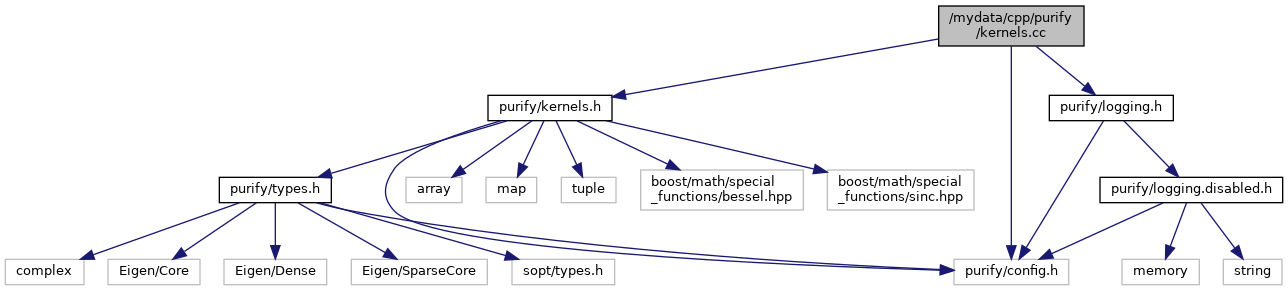 /mydata/cpp/purify
/kernels.cc
purify/kernels.h
purify/logging.h
purify/types.h
array
map
tuple
boost/math/special
_functions/bessel.hpp
boost/math/special
_functions/sinc.hpp
purify/logging.disabled.h
complex
Eigen/Core
Eigen/Dense
Eigen/SparseCore
sopt/types.h
purify/config.h
memory
string